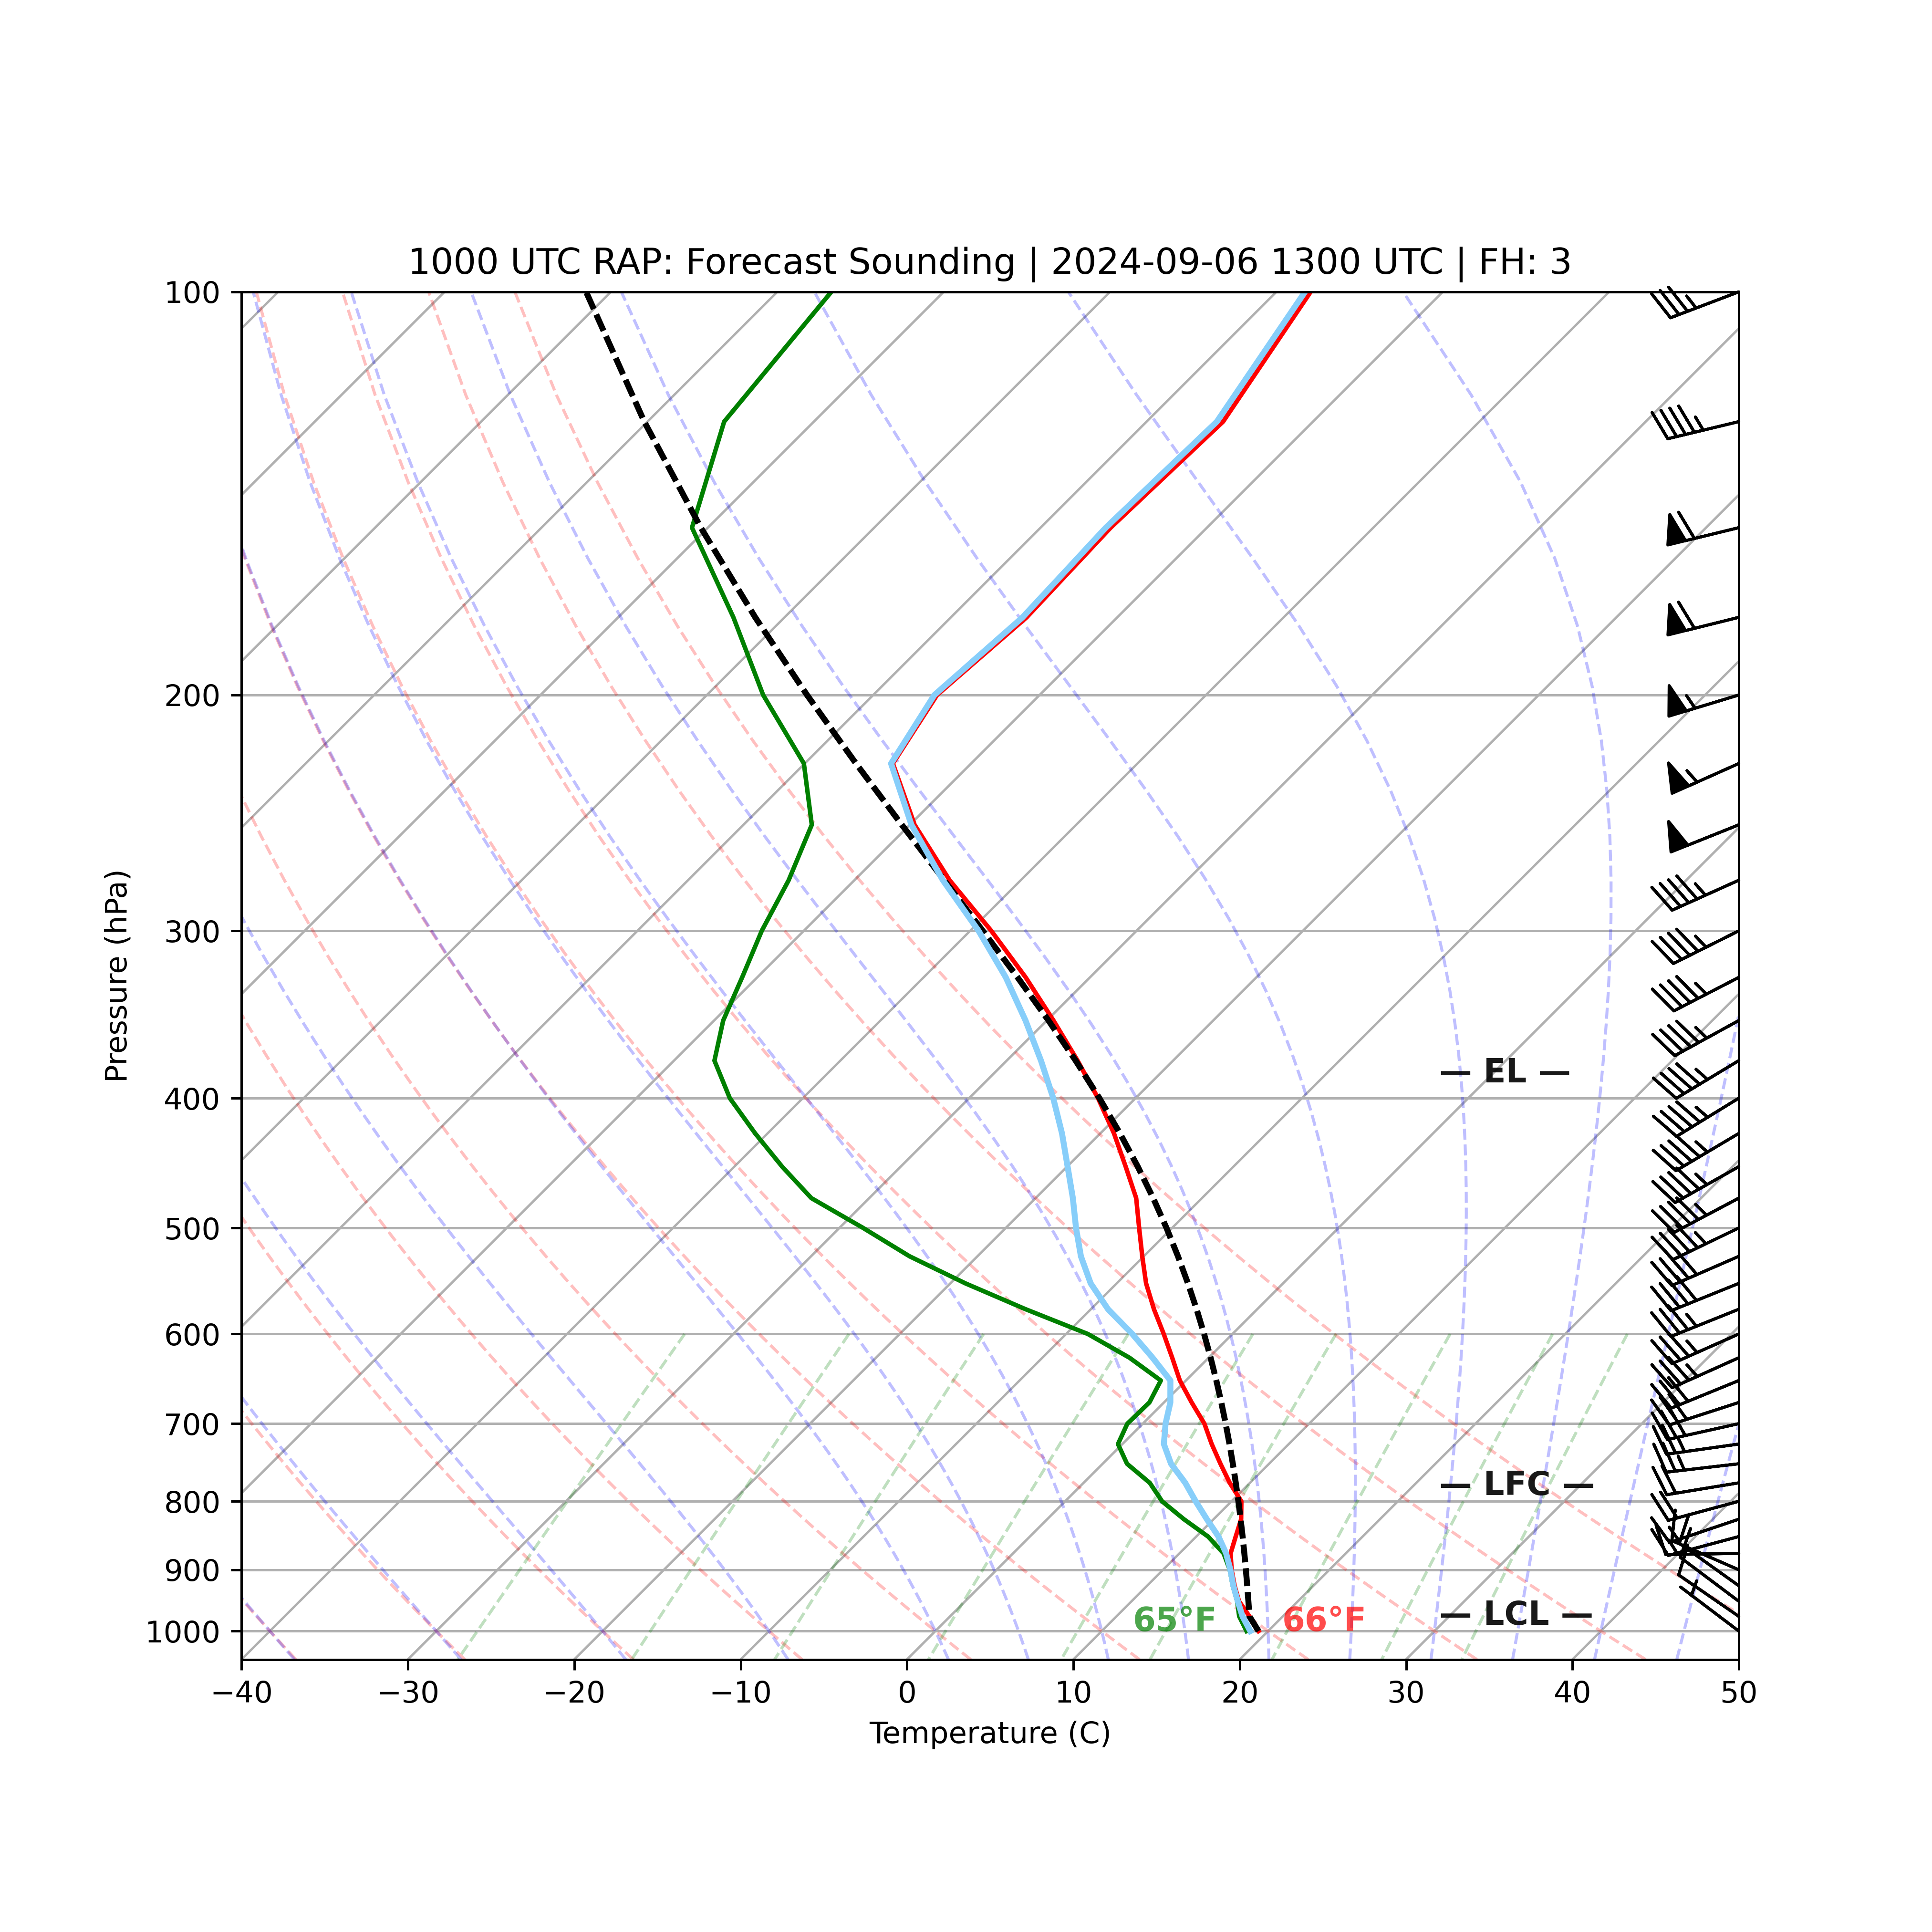 1000 UTC RAP: Forecast Sounding | 2024-09-06 1300 UTC | FH: 3
100
200
300
400
500
600
700
800
900
1000
Pressure (hPa)
— EL —
— LFC —
— LCL —
65°F
66°F
−40
−30
−20
−10
0
10
20
30
40
50
Temperature (C)